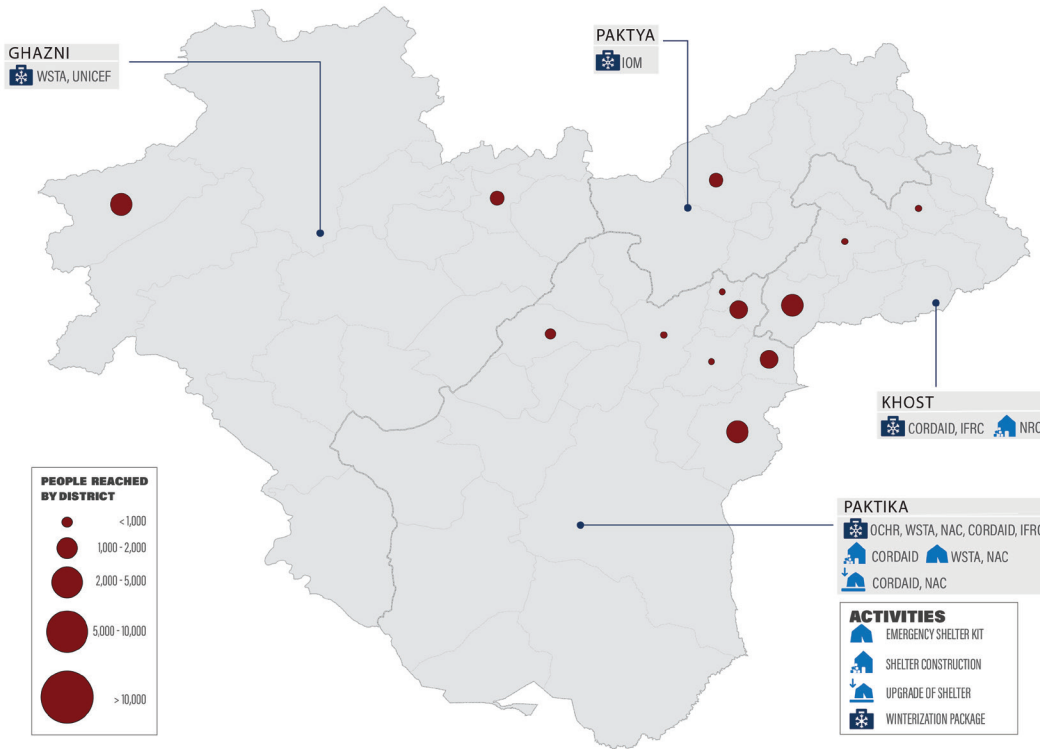 GHAZNI
WSTA, UNICEF
PAKTYA
IOM
KHOST
CORDAID, IFRC NRC
PAKTIKA
OCHR, WSTA, NAC, CORDAID, IFRC
CORDAID WSTA, NAC
CORDAID, NAC
PEOPLE REACHED
BY DISTRICT
< 1,000
1,000 - 2,000
2,000 - 5,000
5,000 - 10,000
> 10,000
ACTIVITIES
EMERGENCY SHELTER KIT
SHELTER CONSTRUCTION
UPGRADE OF SHELTER
WINTERIZATION PACKAGE